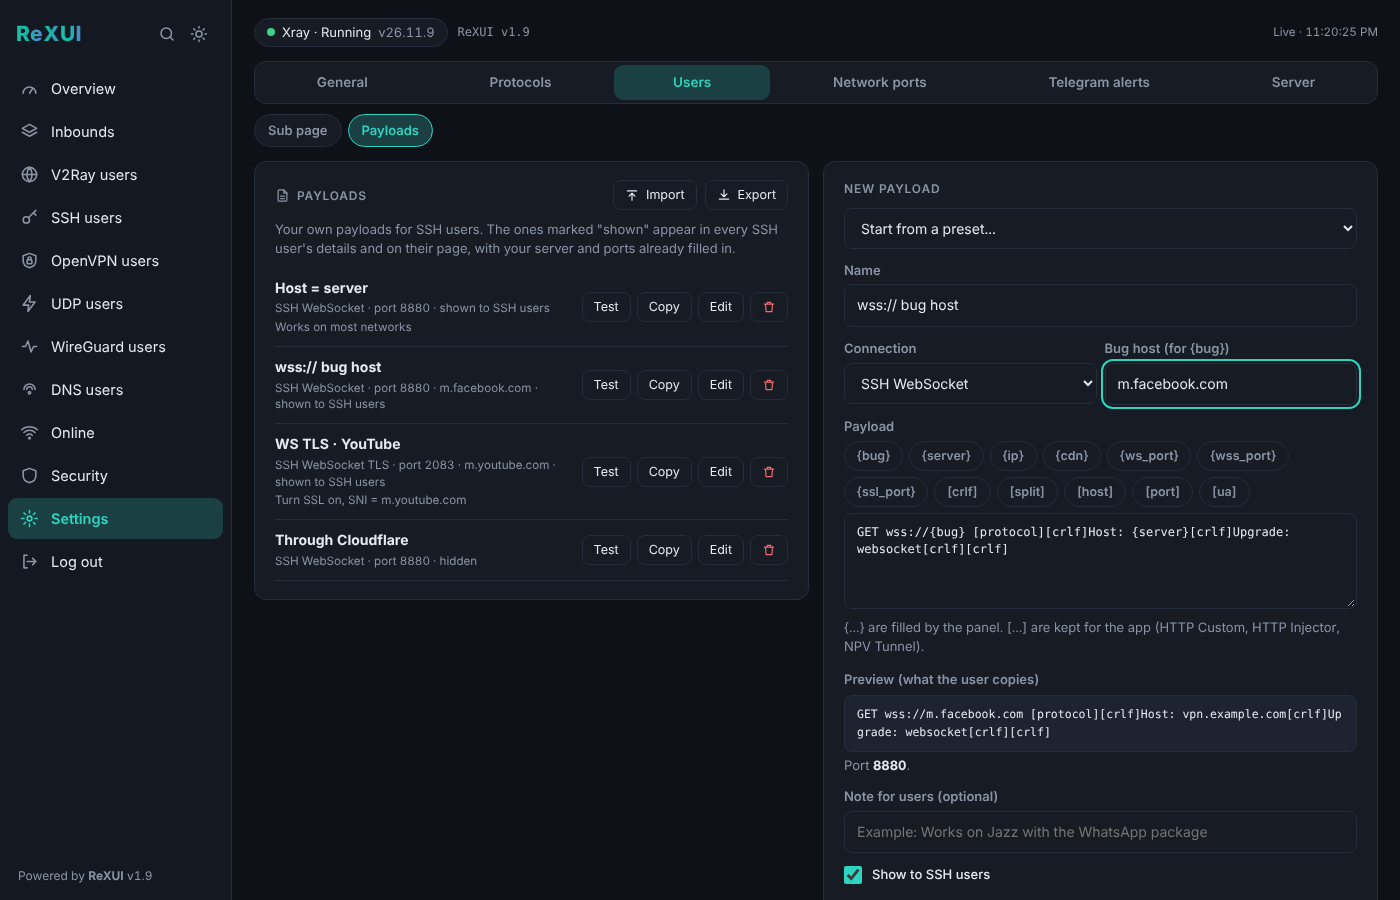 ReXUI
Overview
Inbounds
V2Ray users
SSH users
OpenVPN users
UDP users
WireGuard users
DNS users
Online
Security
Settings
Log out
Powered by ReXUI v1.9
Xray · Running v26.11.9
ReXUI v1.9
Live · 11:20:25 PM
General
Protocols
Users
Network ports
Telegram alerts
Server
Sub page
Payloads
PAYLOADS
Import
Export
Your own payloads for SSH users. The ones marked "shown" appear in every SSH
user's details and on their page, with your server and ports already filled in.
Host = server
SSH WebSocket · port 8880 · shown to SSH users
Works on most networks
Test
Copy
Edit
wss:// bug host
SSH WebSocket · port 8880 · m.facebook.com ·
shown to SSH users
Test
Copy
Edit
WS TLS · YouTube
SSH WebSocket TLS · port 2083 · m.youtube.com ·
shown to SSH users
Turn SSL on, SNI = m.youtube.com
Test
Copy
Edit
Through Cloudflare
SSH WebSocket · port 8880 · hidden
Test
Copy
Edit
NEW PAYLOAD
Start from a preset...
Name
wss:// bug host
Connection
Bug host (for {bug})
SSH WebSocket
m.facebook.com
Payload
{bug} {server} {ip} {cdn} {ws_port} {wss_port}
{ssl_port} [crlf] [split] [host] [port] [ua]
GET wss://{bug} [protocol][crlf]Host: {server}[crlf]Upgrade:
websocket[crlf][crlf]
{...} are filled by the panel. [...] are kept for the app (HTTP Custom, HTTP Injector,
NPV Tunnel).
Preview (what the user copies)
GET wss://m.facebook.com [protocol][crlf]Host: vpn.example.com[crlf]Up
grade: websocket[crlf][crlf]
Port 8880.
Note for users (optional)
Example: Works on Jazz with the WhatsApp package
Show to SSH users